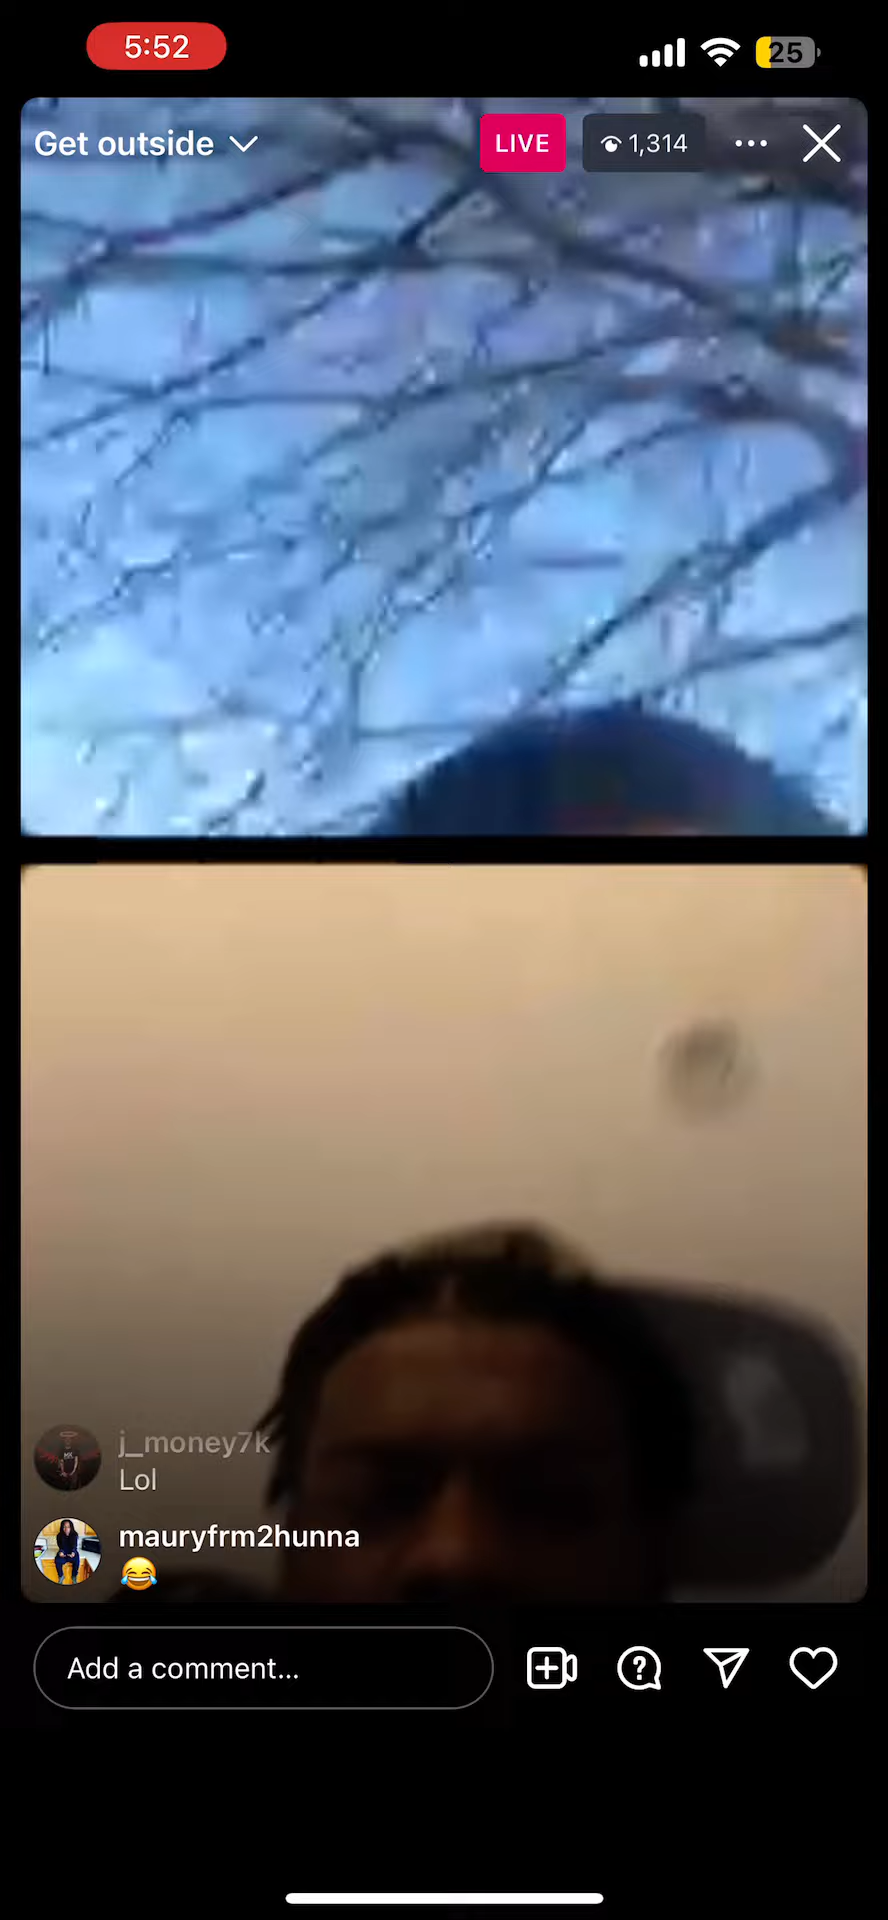 5:52
25
Get outside
LIVE
1,314
j_money7k
Lol
mauryfrm2hunna
😂
Add a comment...